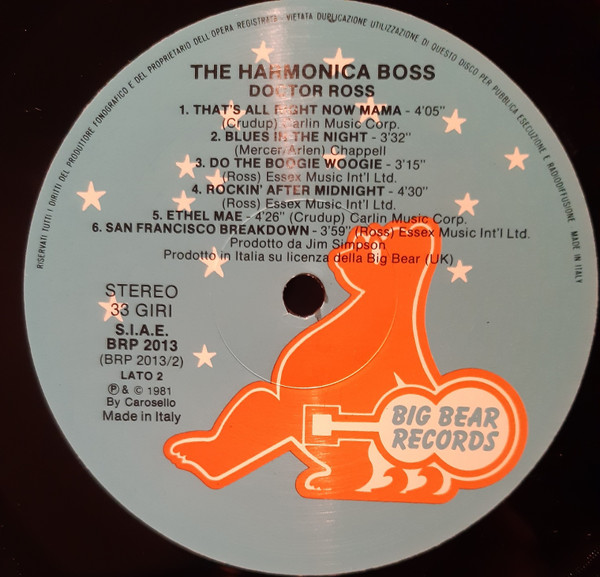 RISERVATI TUTTI I DIRITTI DEL PRODUTTORE FONOGRAFICO E DEL PROPRIETARIO DELL'OPERA REGISTRATA - VIETATA DUPLICAZIONE UTILIZZAZIONE DI QUESTO DISCO PER PUBBLICA ESECUZIONE E RADIODIFFUSIONE. MADE IN ITALY
THE HARMONICA BOSS
DOCTOR ROSS
1. THAT'S ALL RIGHT NOW MAMA - 4'05"
(Crudup) Carlin Music Corp.
2. BLUES IN THE NIGHT - 3'32"
(Mercer/Arlen) Chappell
3. DO THE BOOGIE WOOGIE - 3'15"
(Ross) Essex Music Int'l Ltd.
4. ROCKIN' AFTER MIDNIGHT - 4'30"
(Ross) Essex Music Int'l Ltd.
5. ETHEL MAE - 4'26" (Crudup) Carlin Music Corp.
6. SAN FRANCISCO BREAKDOWN - 3'59" (Ross) Essex Music Int'l Ltd.
Prodotto da Jim Simpson
Prodotto in Italia su licenza della Big Bear (UK)
STEREO
33 GIRI
S.I.A.E.
BRP 2013
(BRP 2013/2)
LATO 2
℗ & © 1981
By Carosello
Made in Italy
BIG BEAR
RECORDS